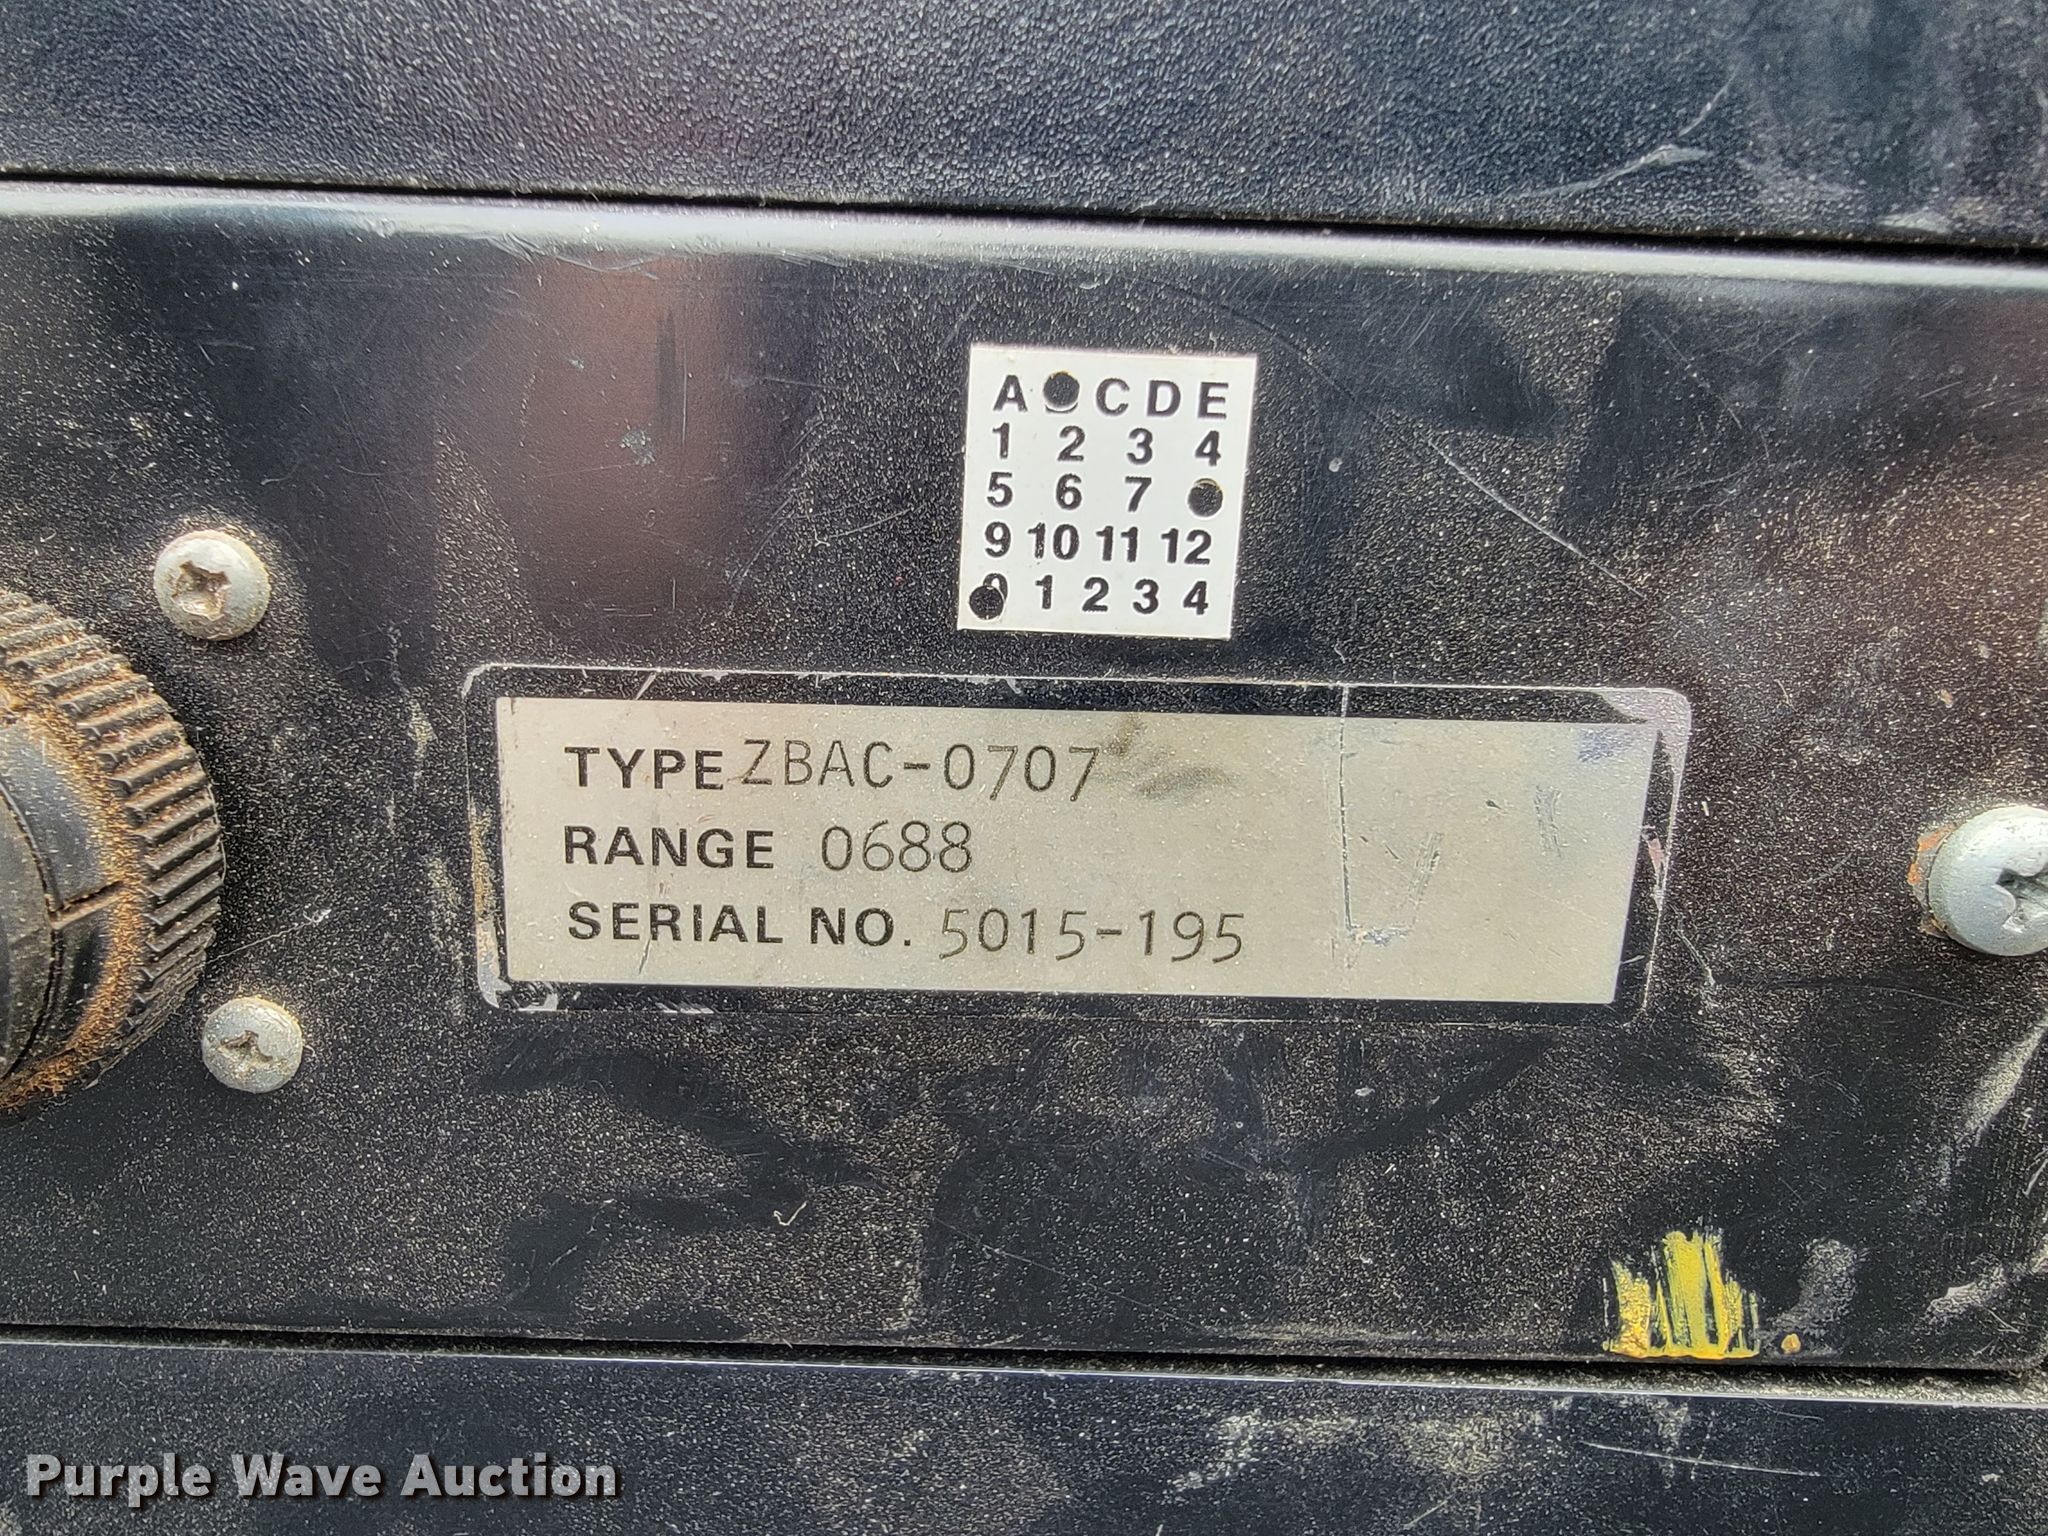 A C D E
1 2 3 4
5 6 7
9 10 11 12
1 2 3 4
TYPE ZBAC-0707
RANGE 0688
SERIAL NO. 5015-195
Purple Wave Auction